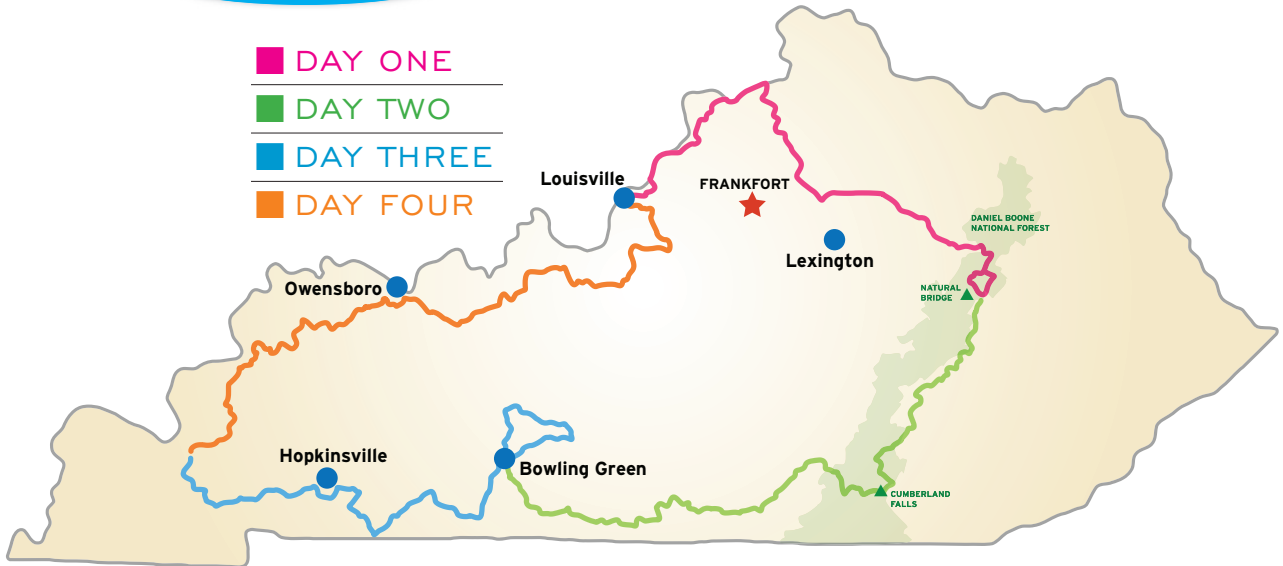 DAY ONE
DAY TWO
DAY THREE
DAY FOUR
Louisville
FRANKFORT
Lexington
DANIEL BOONE
NATIONAL FOREST
NATURAL
BRIDGE
Owensboro
Hopkinsville
Bowling Green
CUMBERLAND
FALLS